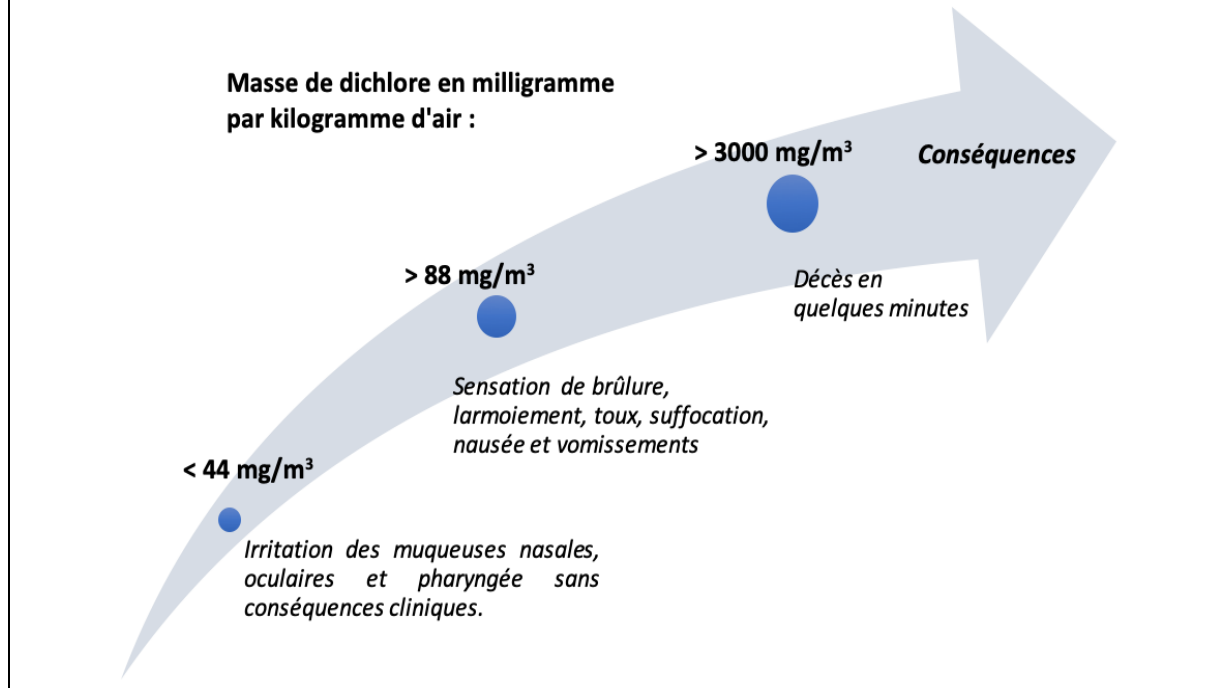 Masse de dichlore en milligramme
par kilogramme d'air :
> 3000 mg/m³
Conséquences
Décès en
quelques minutes
> 88 mg/m³
Sensation de brûlure,
larmoiement, toux, suffocation,
nausée et vomissements
< 44 mg/m³
Irritation des muqueuses nasales,
oculaires et pharyngée sans
conséquences cliniques.